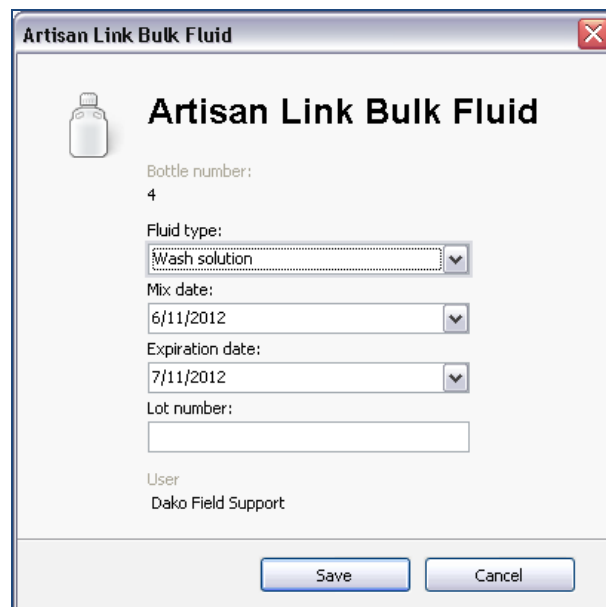 Artisan Link Bulk Fluid
Artisan Link Bulk Fluid
Bottle number:
4
Fluid type:
Wash solution
Mix date:
6/11/2012
Expiration date:
7/11/2012
Lot number:
User
Dako Field Support
Save
Cancel